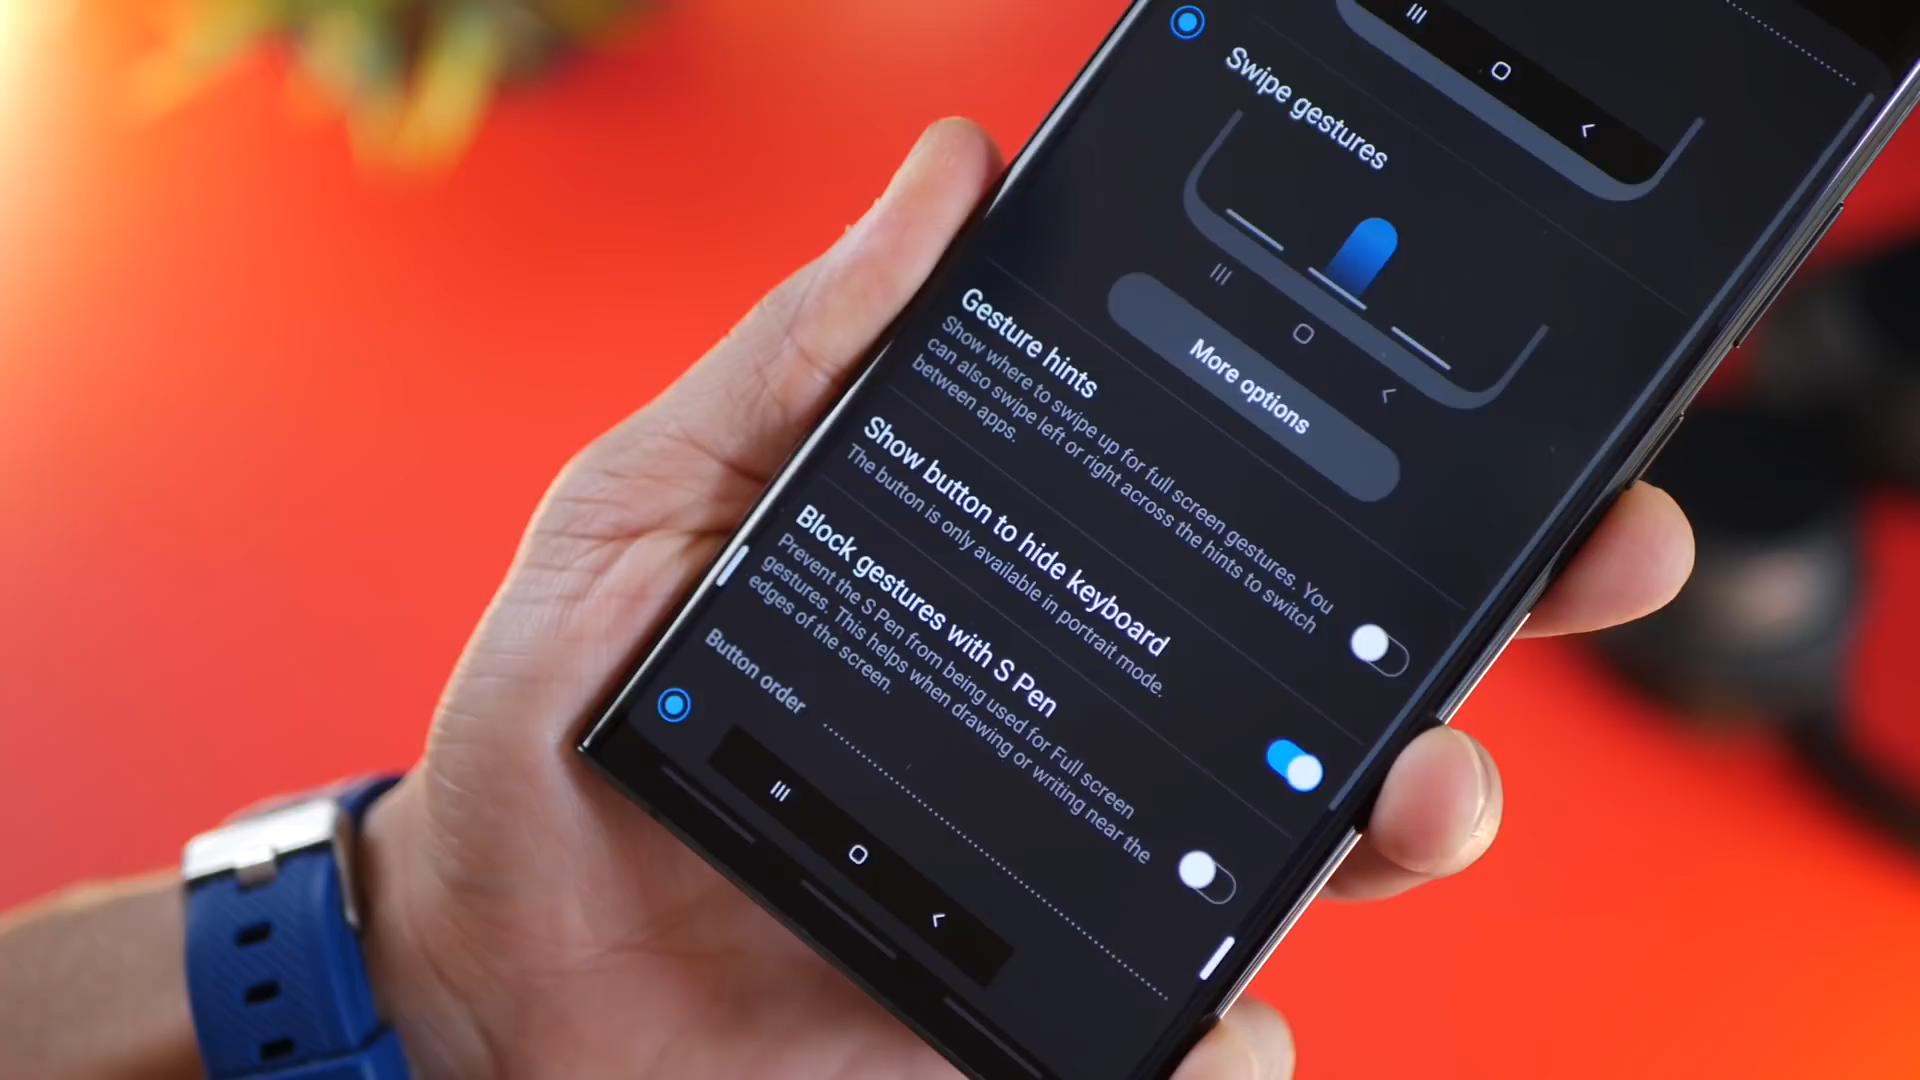 Swipe gestures
More options
Gesture hints
Show where to swipe up for full screen gestures. You
can also swipe left or right across the hints to switch
between apps.
Show button to hide keyboard
The button is only available in portrait mode.
Block gestures with S Pen
Prevent the S Pen from being used for Full screen
gestures. This helps when drawing or writing near the
edges of the screen.
Button order